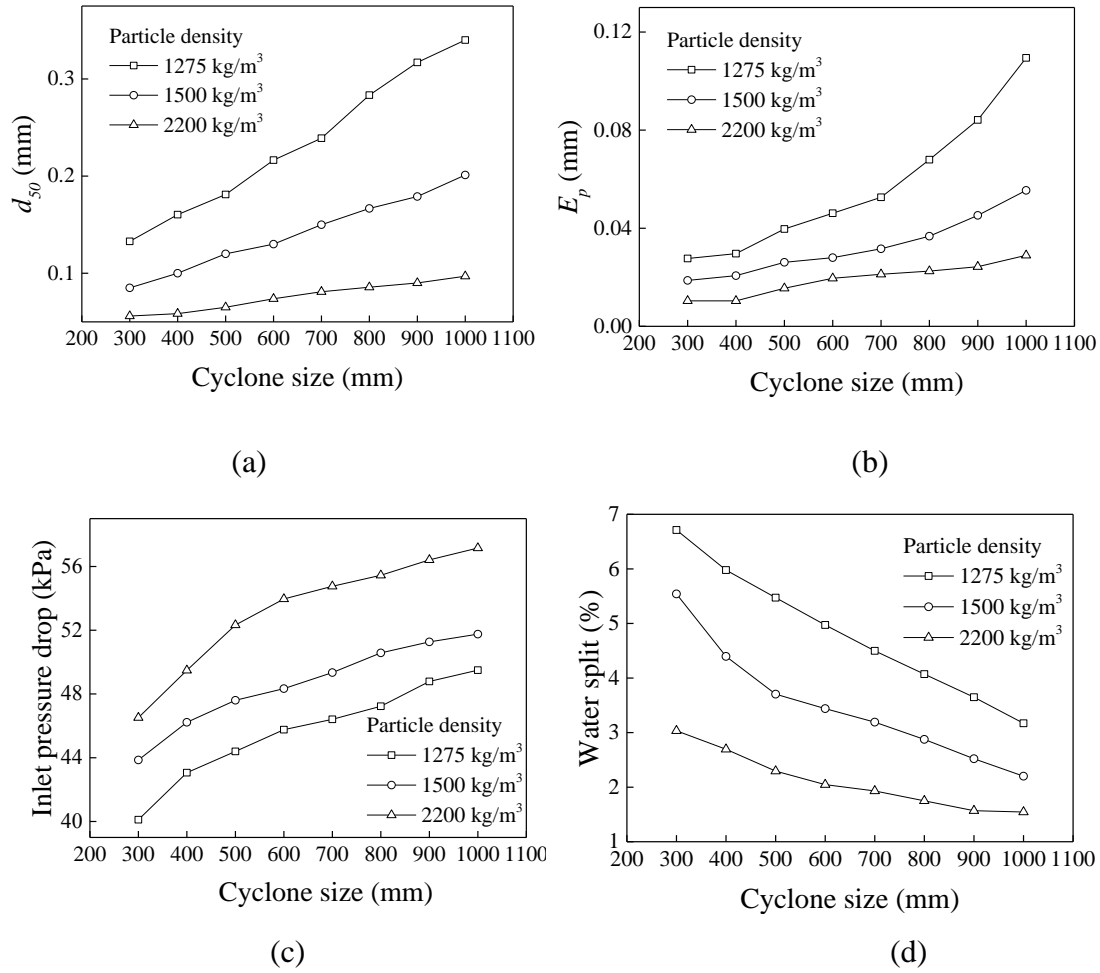 Particle density
1275 kg/m³
1500 kg/m³
2200 kg/m³
0.3
0.2
0.1
d₅₀ (mm)
200 300 400 500 600 700 800 900 1000 1100
Cyclone size (mm)
(a)
Particle density
1275 kg/m³
1500 kg/m³
2200 kg/m³
0.12
0.08
0.04
0.00
Eₚ (mm)
200 300 400 500 600 700 800 900 1000 1100
Cyclone size (mm)
(b)
56
52
48
44
40
Inlet pressure drop (kPa)
Particle density
1275 kg/m³
1500 kg/m³
2200 kg/m³
200 300 400 500 600 700 800 900 1000 1100
Cyclone size (mm)
(c)
7
6
5
4
3
2
1
Water split (%)
Particle density
1275 kg/m³
1500 kg/m³
2200 kg/m³
200 300 400 500 600 700 800 900 1000 1100
Cyclone size (mm)
(d)